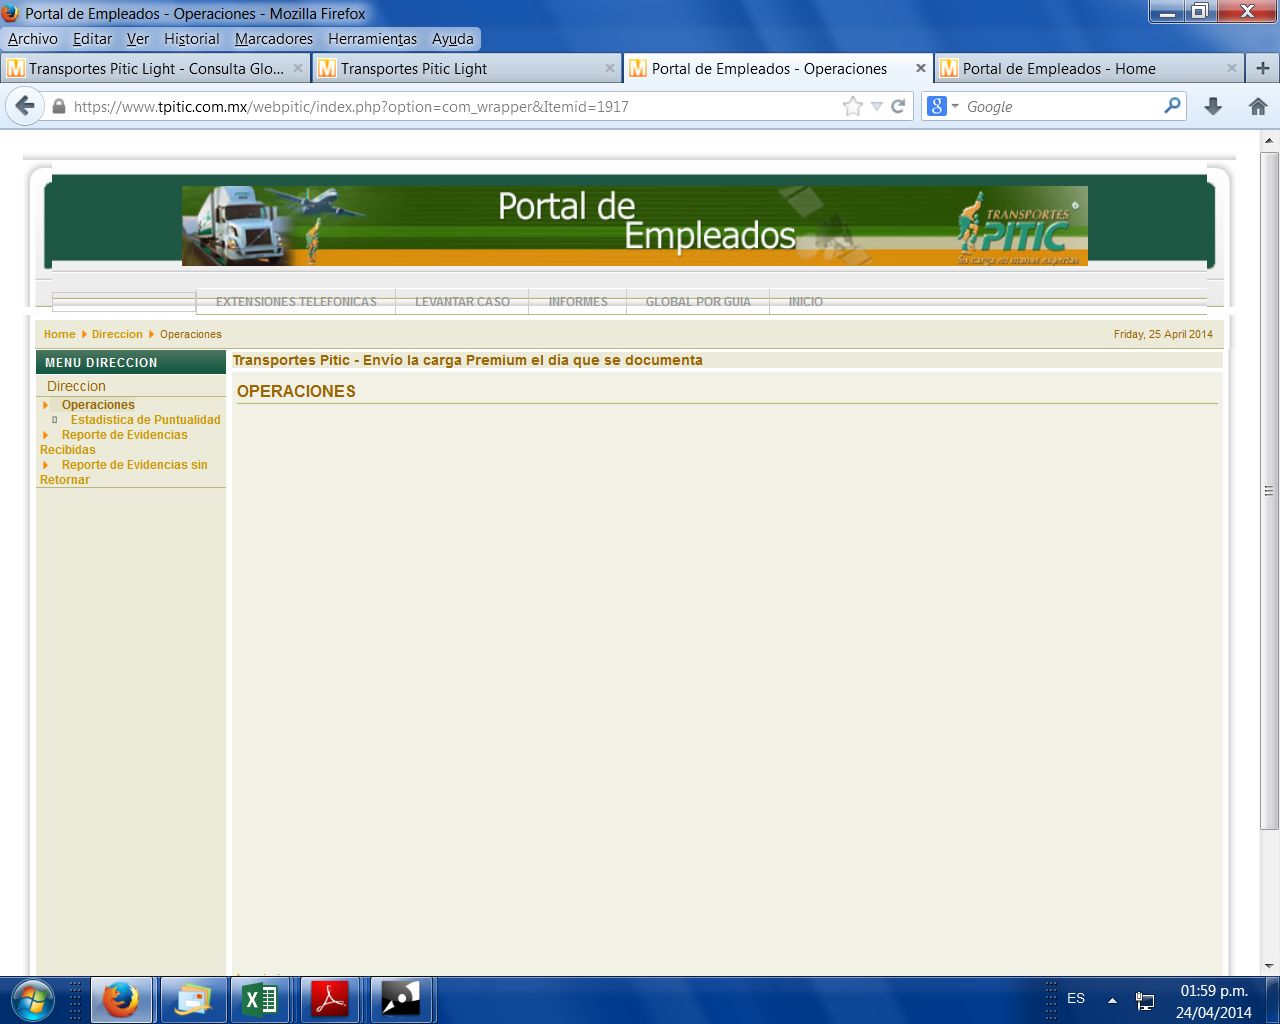 Portal de Empleados - Operaciones - Mozilla Firefox
Archivo Editar Ver Historial Marcadores Herramientas Ayuda
Transportes Pitic Light - Consulta Glo... Transportes Pitic Light Portal de Empleados - Operaciones Portal de Empleados - Home
https://www.tpitic.com.mx/webpitic/index.php?option=com_wrapper&Itemid=1917 Google
Portal de
Empleados
TRANSPORTES
PITIC
Su carga en manos expertas
EXTENSIONES TELEFONICAS LEVANTAR CASO INFORMES GLOBAL POR GUIA INICIO
Home Direccion Operaciones Friday, 25 April 2014
MENU DIRECCION
Transportes Pitic - Envío la carga Premium el día que se documenta
Direccion
OPERACIONES
Operaciones
Estadistica de Puntualidad
Reporte de Evidencias
Recibidas
Reporte de Evidencias sin
Retornar
ES
01:59 p.m.
24/04/2014